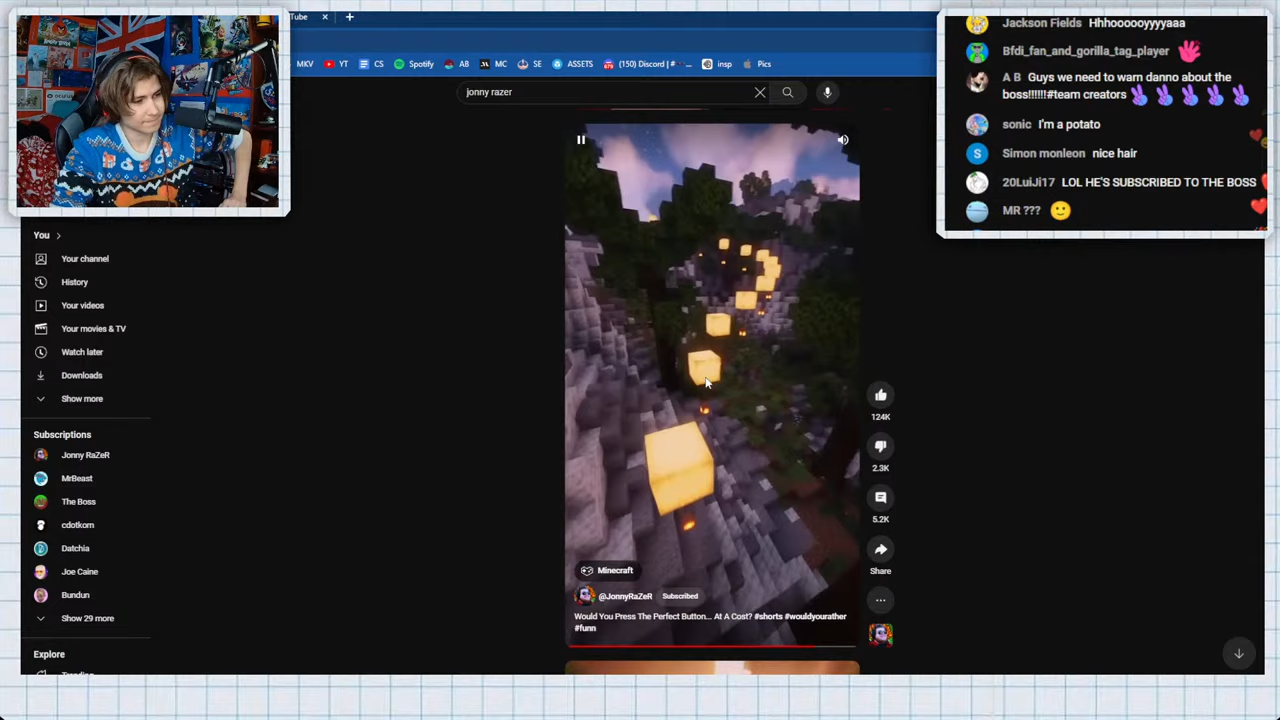 Tube
MKV YT CS Spotify AB MC SE ASSETS (150) Discord | # insp Pics
jonny razer
Jackson Fields Hhhoooooyyyyaaa
Bfdi_fan_and_gorilla_tag_player
A B Guys we need to warn danno about the
boss!!!!!!#team creators
sonic I'm a potato
Simon monleon nice hair
20LuiJi17 LOL HE'S SUBSCRIBED TO THE BOSS
MR ???
You
Your channel
History
Your videos
Your movies & TV
Watch later
Downloads
Show more
Subscriptions
Jonny RaZeR
MrBeast
The Boss
cdotkom
Datchia
Joe Caine
Bundun
Show 29 more
Explore
124K
2.3K
5.2K
Share
Minecraft
@JonnyRaZeR Subscribed
Would You Press The Perfect Button... At A Cost? #shorts #wouldyourather
#funn